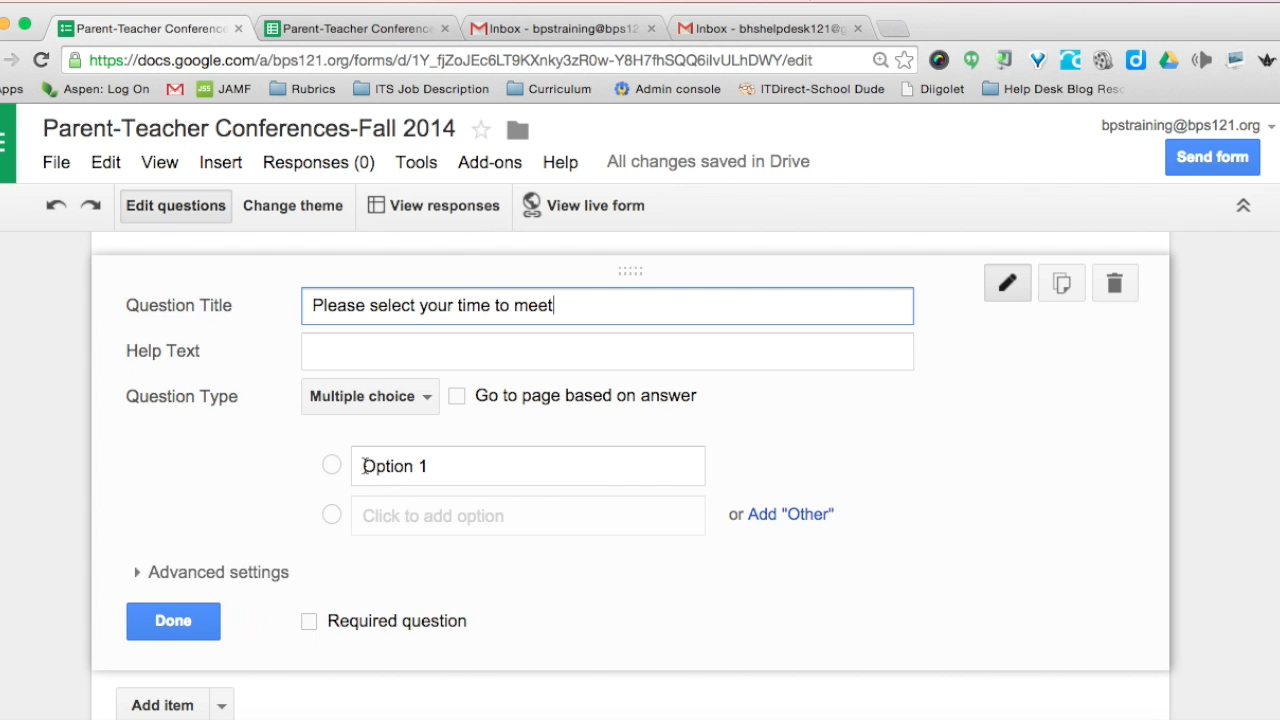 Parent-Teacher Conference
Parent-Teacher Conference
Inbox - bpstraining@bps12
Inbox - bhshelpdesk121@g
https://docs.google.com/a/bps121.org/forms/d/1Y_fjZoJEc6LT9KXnky3zR0w-Y8H7fhSQQ6iIvULhDWY/edit
Apps
Aspen: Log On
JSS
JAMF
Rubrics
ITS Job Description
Curriculum
Admin console
ITDirect-School Dude
Diigolet
Help Desk Blog Reso
Parent-Teacher Conferences-Fall 2014
bpstraining@bps121.org
File Edit View Insert Responses (0) Tools Add-ons Help All changes saved in Drive
Send form
Edit questions Change theme View responses View live form
Question Title Please select your time to meet
Help Text
Question Type Multiple choice Go to page based on answer
Option 1
Click to add option or Add "Other"
Advanced settings
Done Required question
Add item